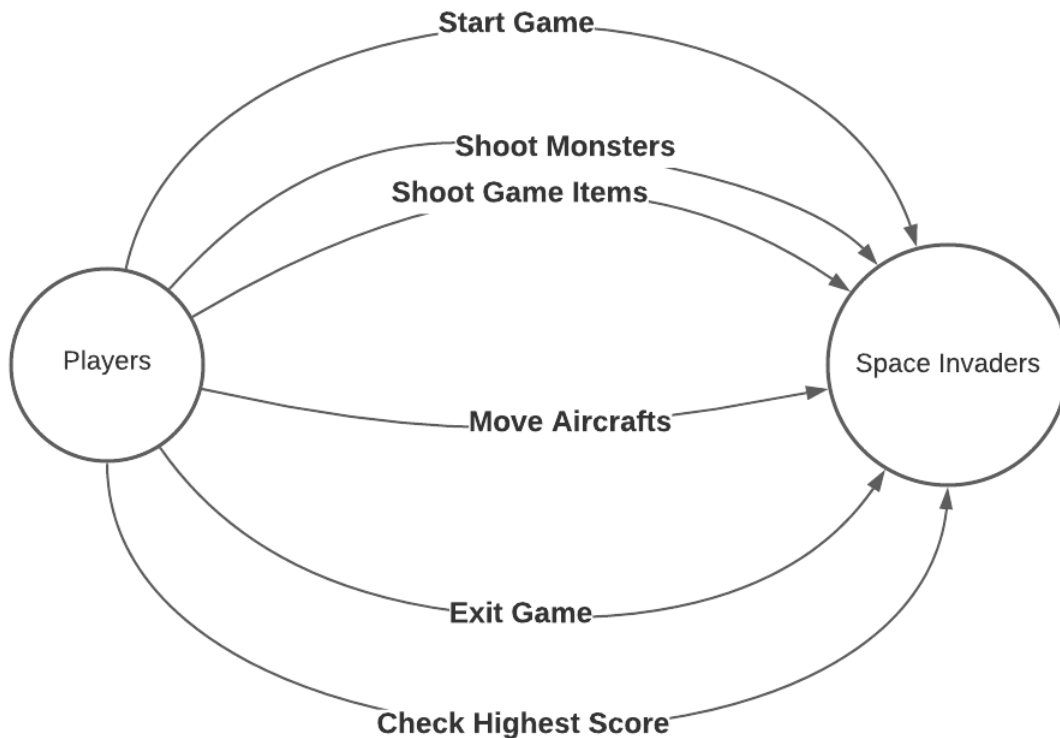 Start Game
Shoot Monsters
Shoot Game Items
Players
Space Invaders
Move Aircrafts
Exit Game
Check Highest Score